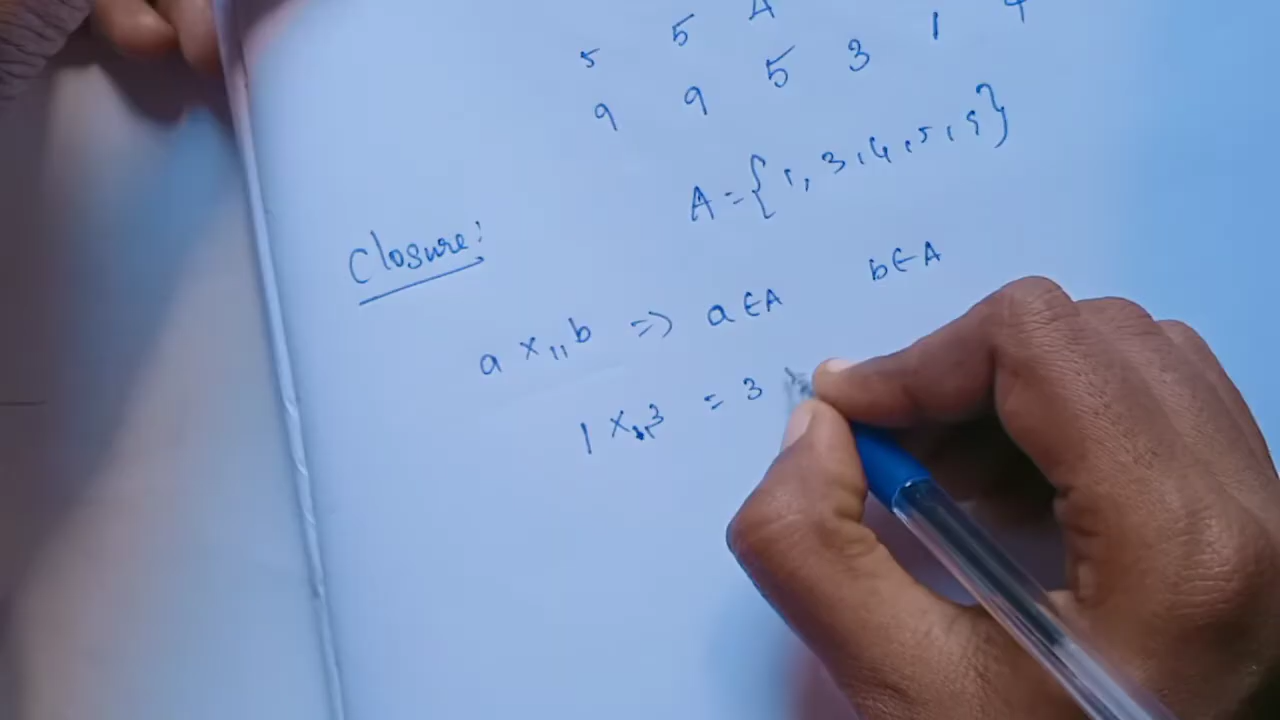 5 5 4
9 9 5 3 1 4
A = { 1, 3, 4, 5, 9 }
Closure:
a ×₁₁ b ⇒ a ∈ A b ∈ A
1 ×₁₁ 3 = 3